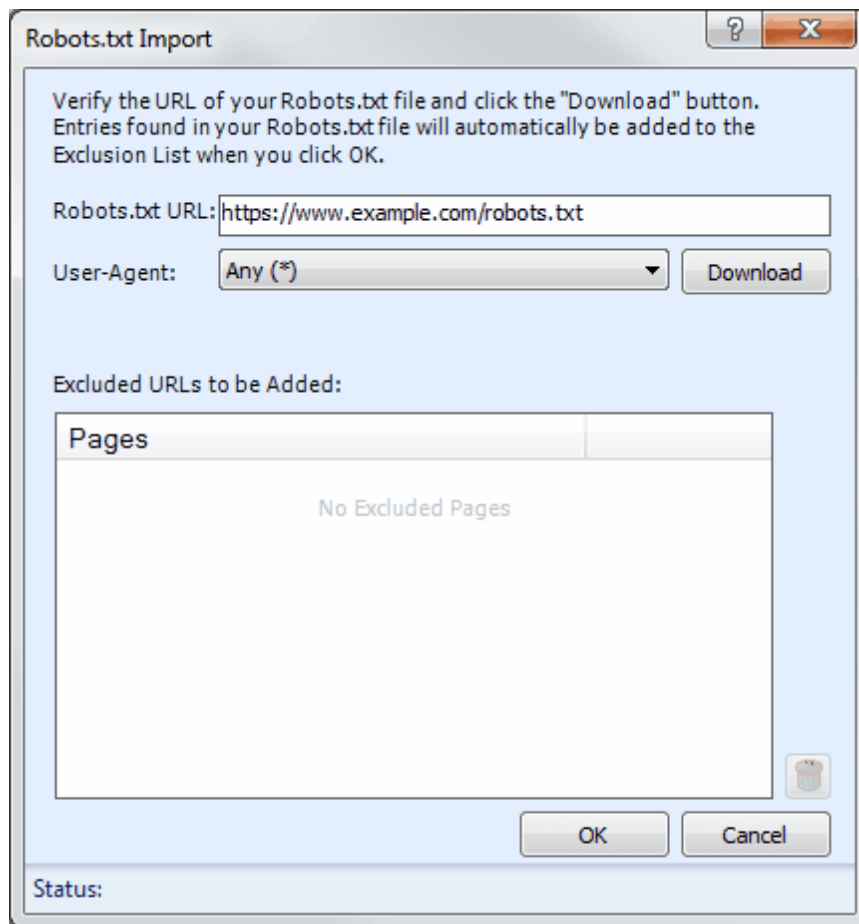 Robots.txt Import
?
Verify the URL of your Robots.txt file and click the "Download" button.
Entries found in your Robots.txt file will automatically be added to the
Exclusion List when you click OK.
Robots.txt URL: https://www.example.com/robots.txt
User-Agent: Any (*) Download
Excluded URLs to be Added:
Pages
No Excluded Pages
OK Cancel
Status: